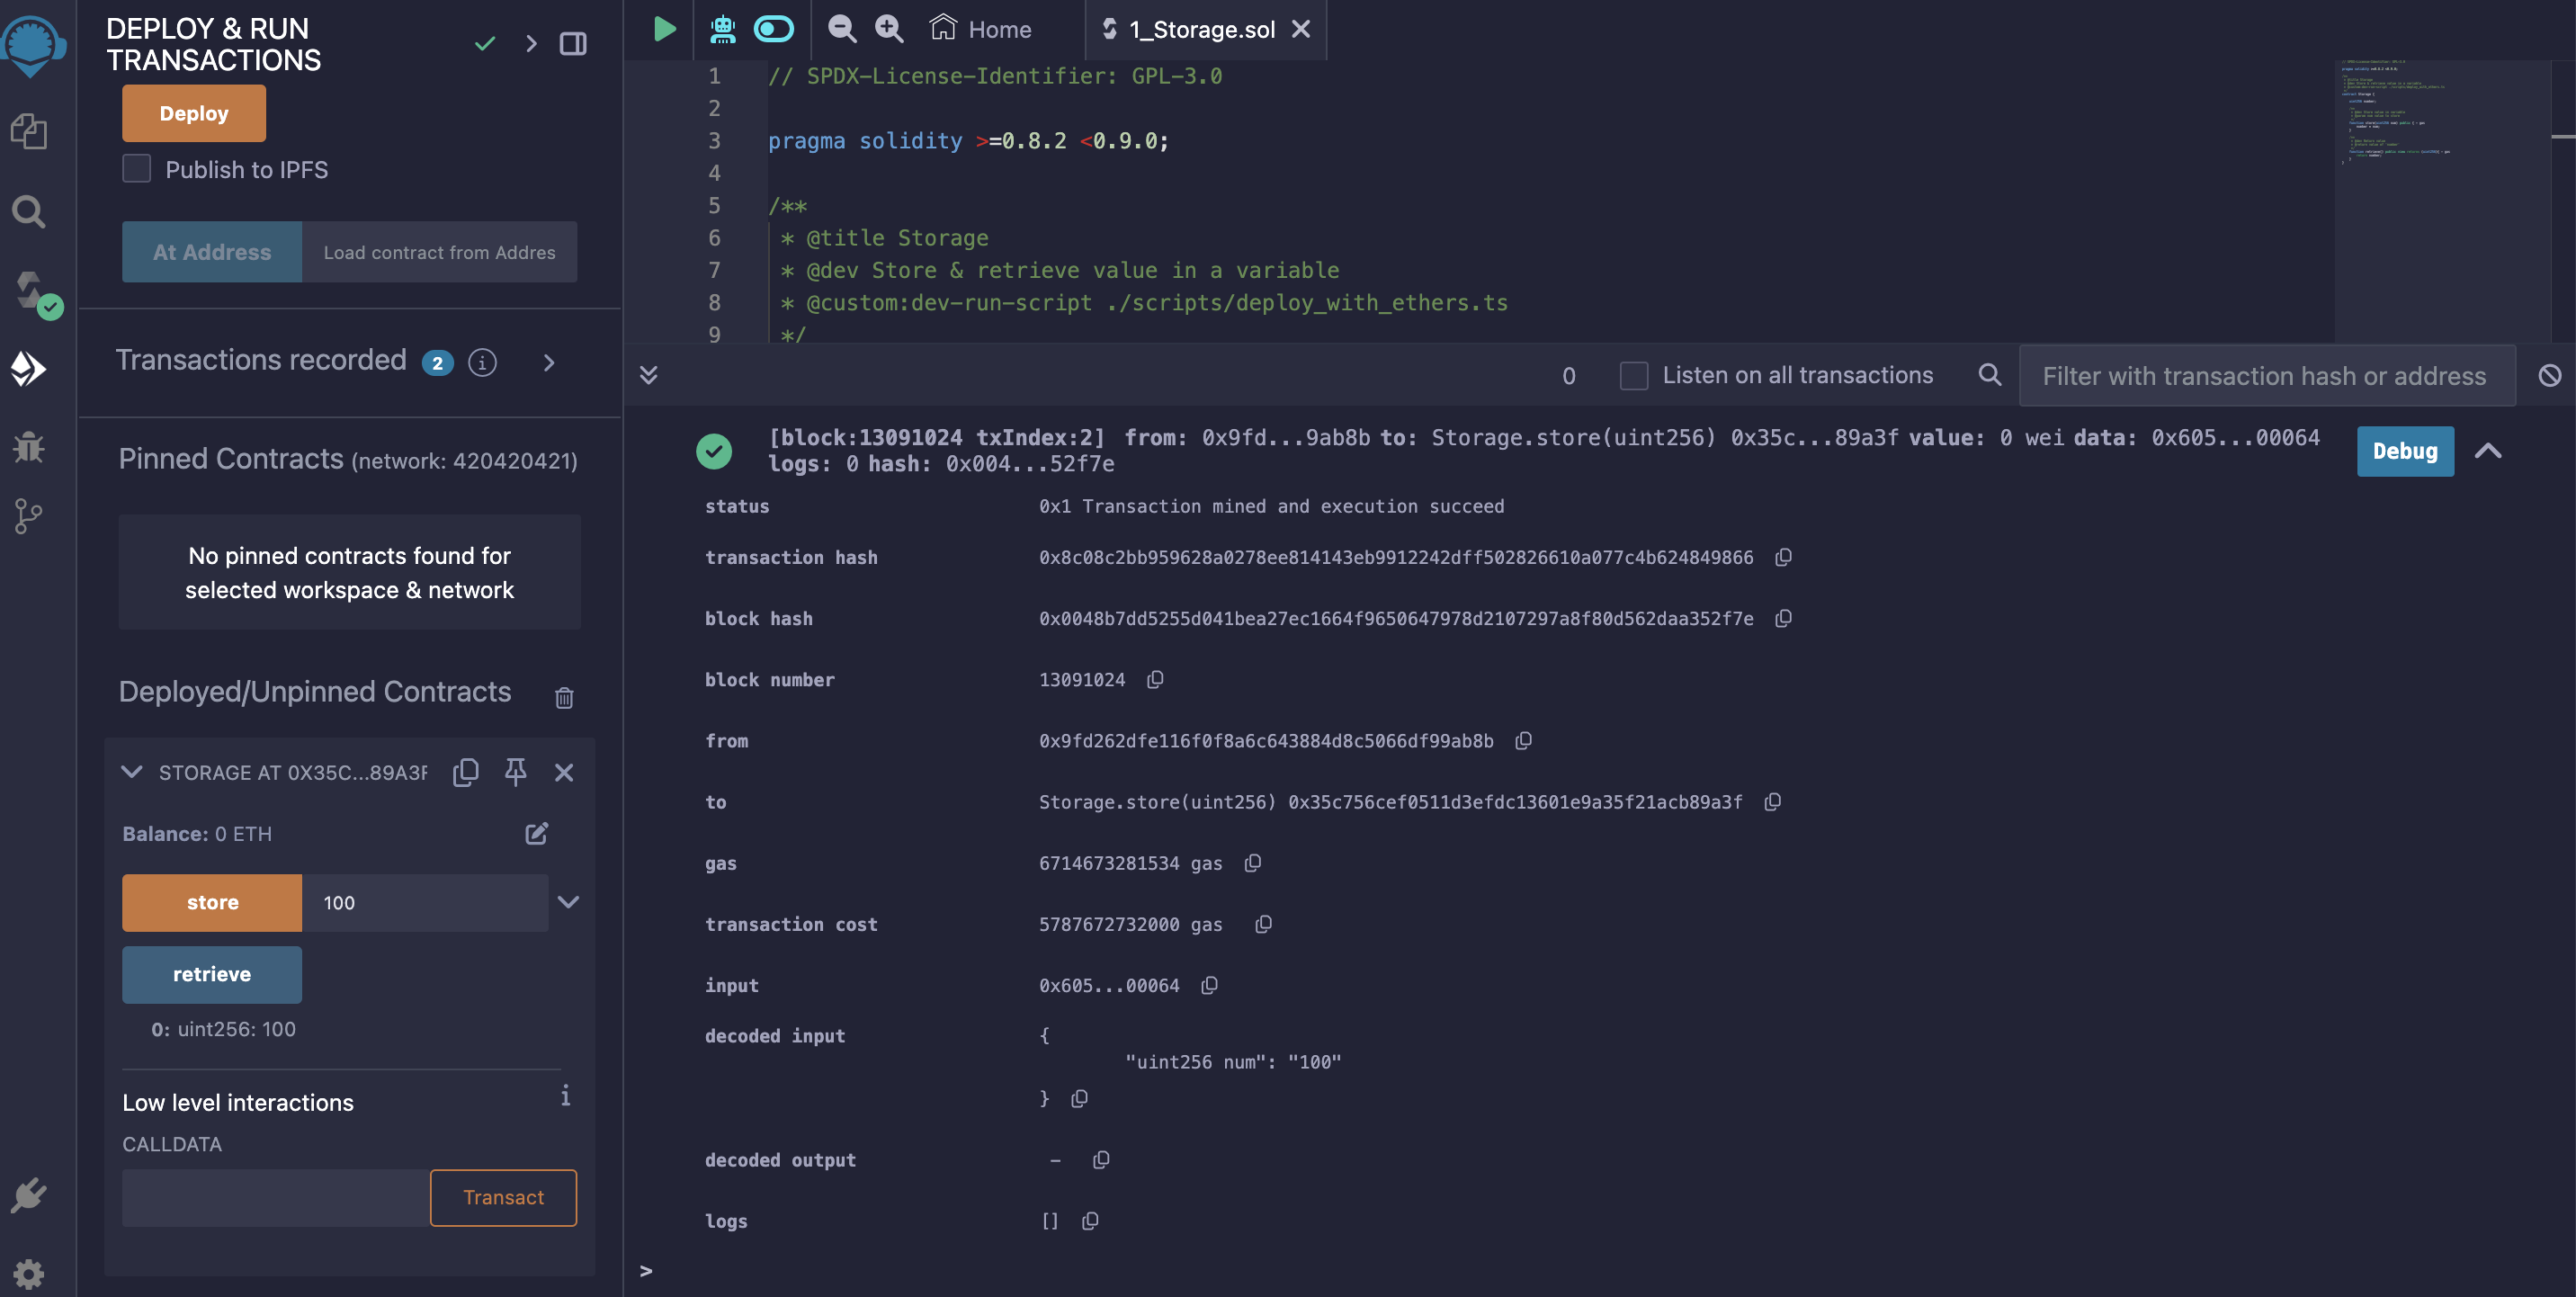 DEPLOY & RUN
TRANSACTIONS
Deploy
Publish to IPFS
At Address
Load contract from Addres
Transactions recorded 2
Pinned Contracts (network: 420420421)
No pinned contracts found for
selected workspace & network
Deployed/Unpinned Contracts
STORAGE AT 0X35C...89A3F
Balance: 0 ETH
store
100
retrieve
0: uint256: 100
Low level interactions
i
CALLDATA
Transact
Home
1_Storage.sol
1 // SPDX-License-Identifier: GPL-3.0
2
3 pragma solidity >=0.8.2 <0.9.0;
4
5 /**
6 * @title Storage
7 * @dev Store & retrieve value in a variable
8 * @custom:dev-run-script ./scripts/deploy_with_ethers.ts
9 */
0
Listen on all transactions
Filter with transaction hash or address
[block:13091024 txIndex:2] from: 0x9fd...9ab8b to: Storage.store(uint256) 0x35c...89a3f value: 0 wei data: 0x605...00064
logs: 0 hash: 0x004...52f7e
Debug
status 0x1 Transaction mined and execution succeed
transaction hash 0x8c08c2bb959628a0278ee814143eb9912242dff502826610a077c4b624849866
block hash 0x0048b7dd5255d041bea27ec1664f9650647978d2107297a8f80d562daa352f7e
block number 13091024
from 0x9fd262dfe116f0f8a6c643884d8c5066df99ab8b
to Storage.store(uint256) 0x35c756cef0511d3efdc13601e9a35f21acb89a3f
gas 6714673281534 gas
transaction cost 5787672732000 gas
input 0x605...00064
decoded input {
"uint256 num": "100"
}
decoded output -
logs []
>